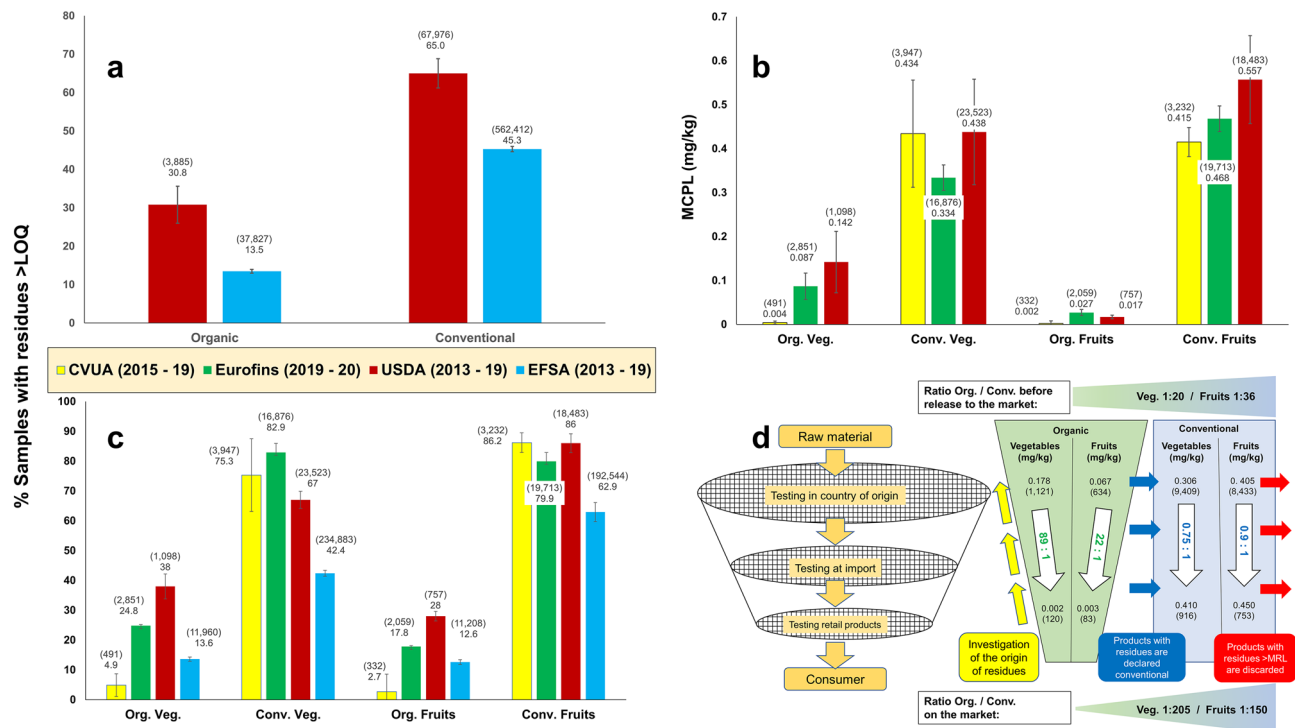 % Samples with residues >LOQ
a
80
70
60
50
40
30
20
10
0
(3,885)
30.8
(37,827)
13.5
(67,976)
65.0
(562,412)
45.3
Organic
Conventional
b
MCPL (mg/kg)
0.7
0.6
0.5
0.4
0.3
0.2
0.1
0
(491)
0.004
(2,851)
0.087
(1,098)
0.142
(3,947)
0.434
(16,876)
0.334
(23,523)
0.438
(332)
0.002
(2,059)
0.027
(757)
0.017
(3,232)
0.415
(19,713)
0.468
(18,483)
0.557
Org. Veg.
Conv. Veg.
Org. Fruits
Conv. Fruits
CVUA (2015 - 19)
Eurofins (2019 - 20)
USDA (2013 - 19)
EFSA (2013 - 19)
c
100
90
80
70
60
50
40
30
20
10
0
(491)
4.9
(2,851)
24.8
(1,098)
38
(11,960)
13.6
(3,947)
75.3
(16,876)
82.9
(23,523)
67
(234,883)
42.4
(332)
2.7
(2,059)
17.8
(757)
28
(11,208)
12.6
(3,232)
86.2
(19,713)
79.9
(18,483)
86
(192,544)
62.9
Org. Veg.
Conv. Veg.
Org. Fruits
Conv. Fruits
d
Ratio Org. / Conv. before
release to the market:
Veg. 1:20 / Fruits 1:36
Raw material
Testing in country of origin
Testing at import
Testing retail products
Consumer
Organic
Vegetables
(mg/kg)
Fruits
(mg/kg)
0.178
(1,121)
0.067
(634)
89 : 1
22 : 1
0.002
(120)
0.003
(83)
Conventional
Vegetables
(mg/kg)
Fruits
(mg/kg)
0.306
(9,409)
0. 405
(8,433)
0.75 : 1
0.9 : 1
0.410
(916)
0.450
(753)
Investigation
of the origin
of residues
Products with
residues are
declared
conventional
Products with
residues >MRL
are discarded
Ratio Org. / Conv.
on the market:
Veg. 1:205 / Fruits 1:150